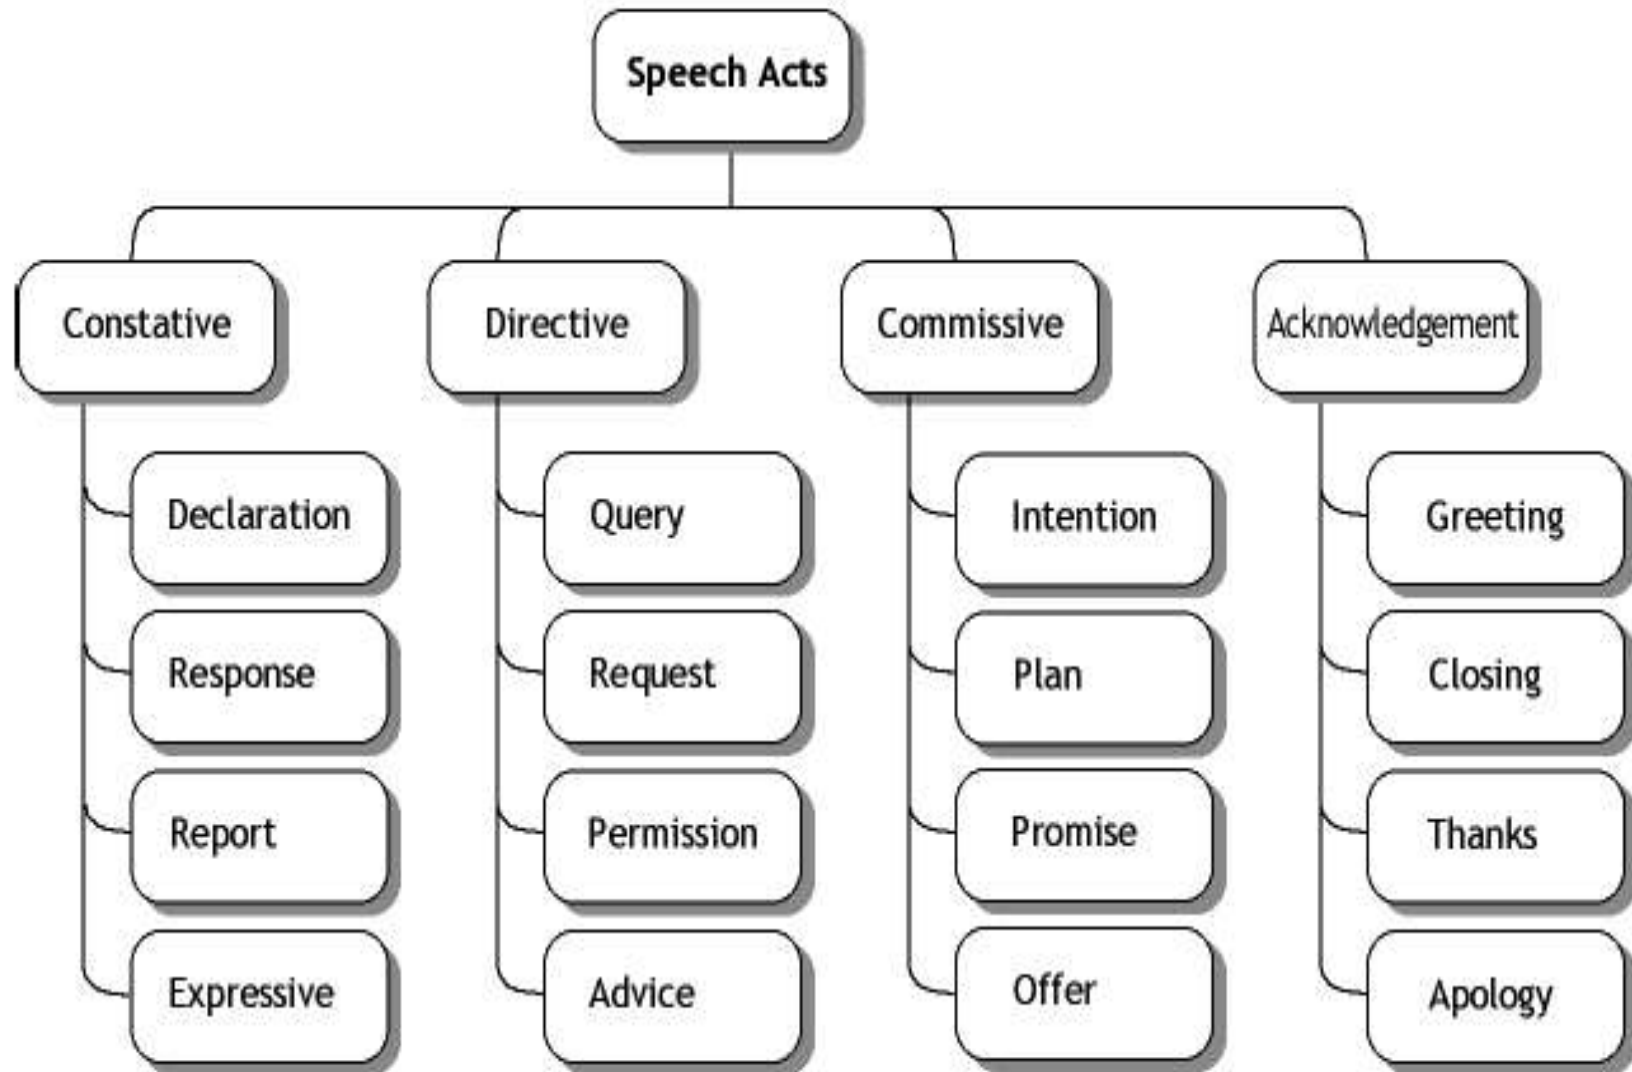 Speech Acts
Constative
Directive
Commissive
Acknowledgement
Declaration
Query
Intention
Greeting
Response
Request
Plan
Closing
Report
Permission
Promise
Thanks
Expressive
Advice
Offer
Apology